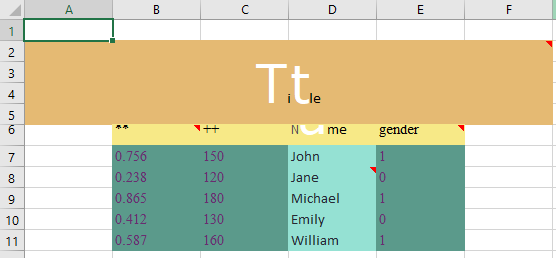 A B C D E F
1
2
3 Title
4
5
6 ** ++ Name gender
7 0.756 150 John 1
8 0.238 120 Jane 0
9 0.865 180 Michael 1
10 0.412 130 Emily 0
11 0.587 160 William 1